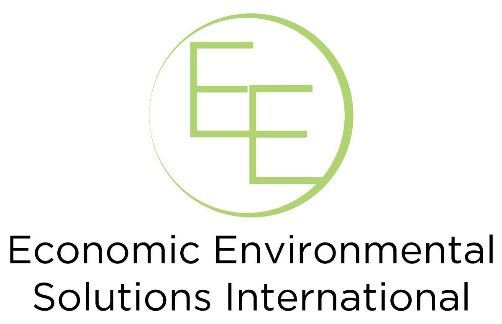 EE
Economic Environmental
Solutions International